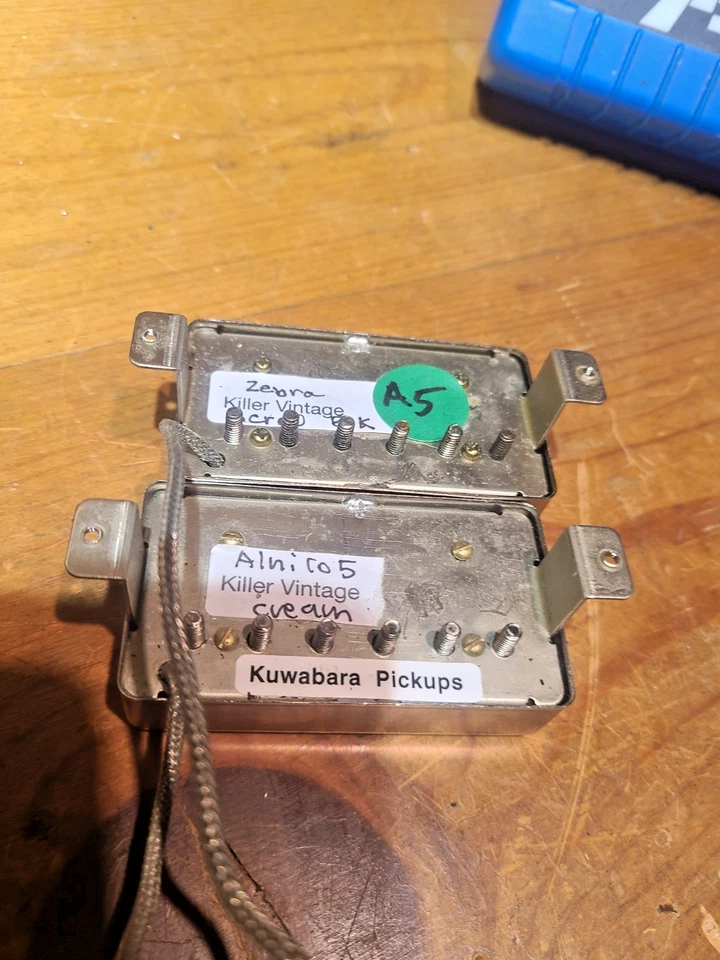 Zebra
Killer Vintage
A5
Alnico5
Killer Vintage
cream
Kuwabara Pickups